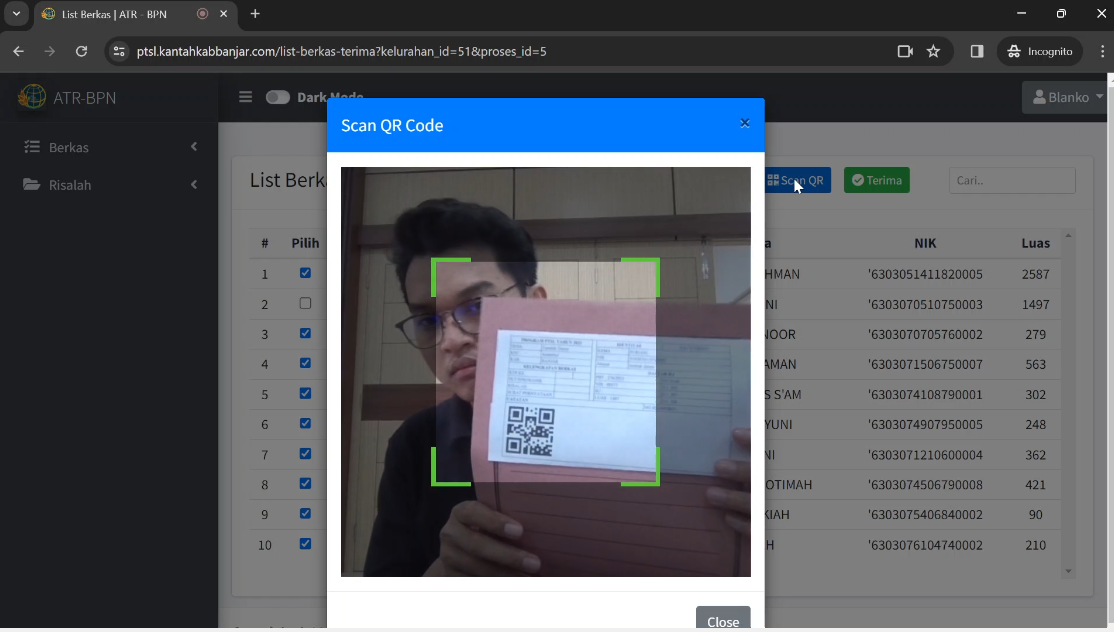 List Berkas | ATR - BPN
ptsl.kantahkabbanjar.com/list-berkas-terima?kelurahan_id=51&proses_id=5
Incognito
ATR-BPN
Dark Mode
Blanko
Berkas
Risalah
Scan QR Code
×
List Berk
Scan QR
Terima
Cari..
# Pilih a NIK Luas
1 HMAN '6303051411820005 2587
2 NI '6303070510750003 1497
3 NOOR '6303070705760002 279
4 AMAN '6303071506750007 563
5 S S'AM '6303074108790001 302
6 YUNI '6303074907950005 248
7 NI '6303071210600004 362
8 OTIMAH '6303074506790008 421
9 KIAH '6303075406840002 90
10 H '6303076104740002 210
Close